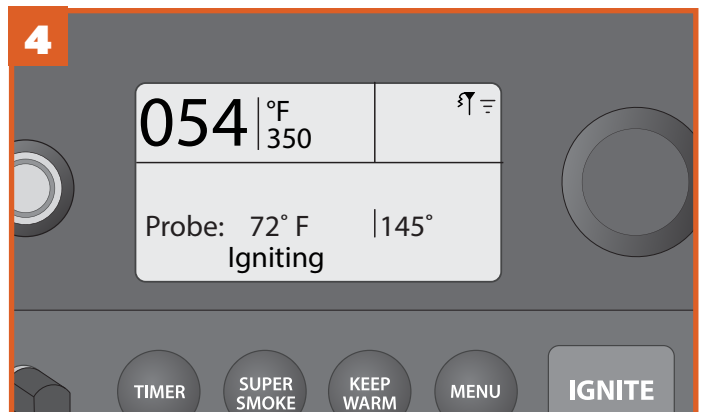 4
054 °F
350
Probe: 72° F 145°
Igniting
TIMER
SUPER
SMOKE
KEEP
WARM
MENU
IGNITE